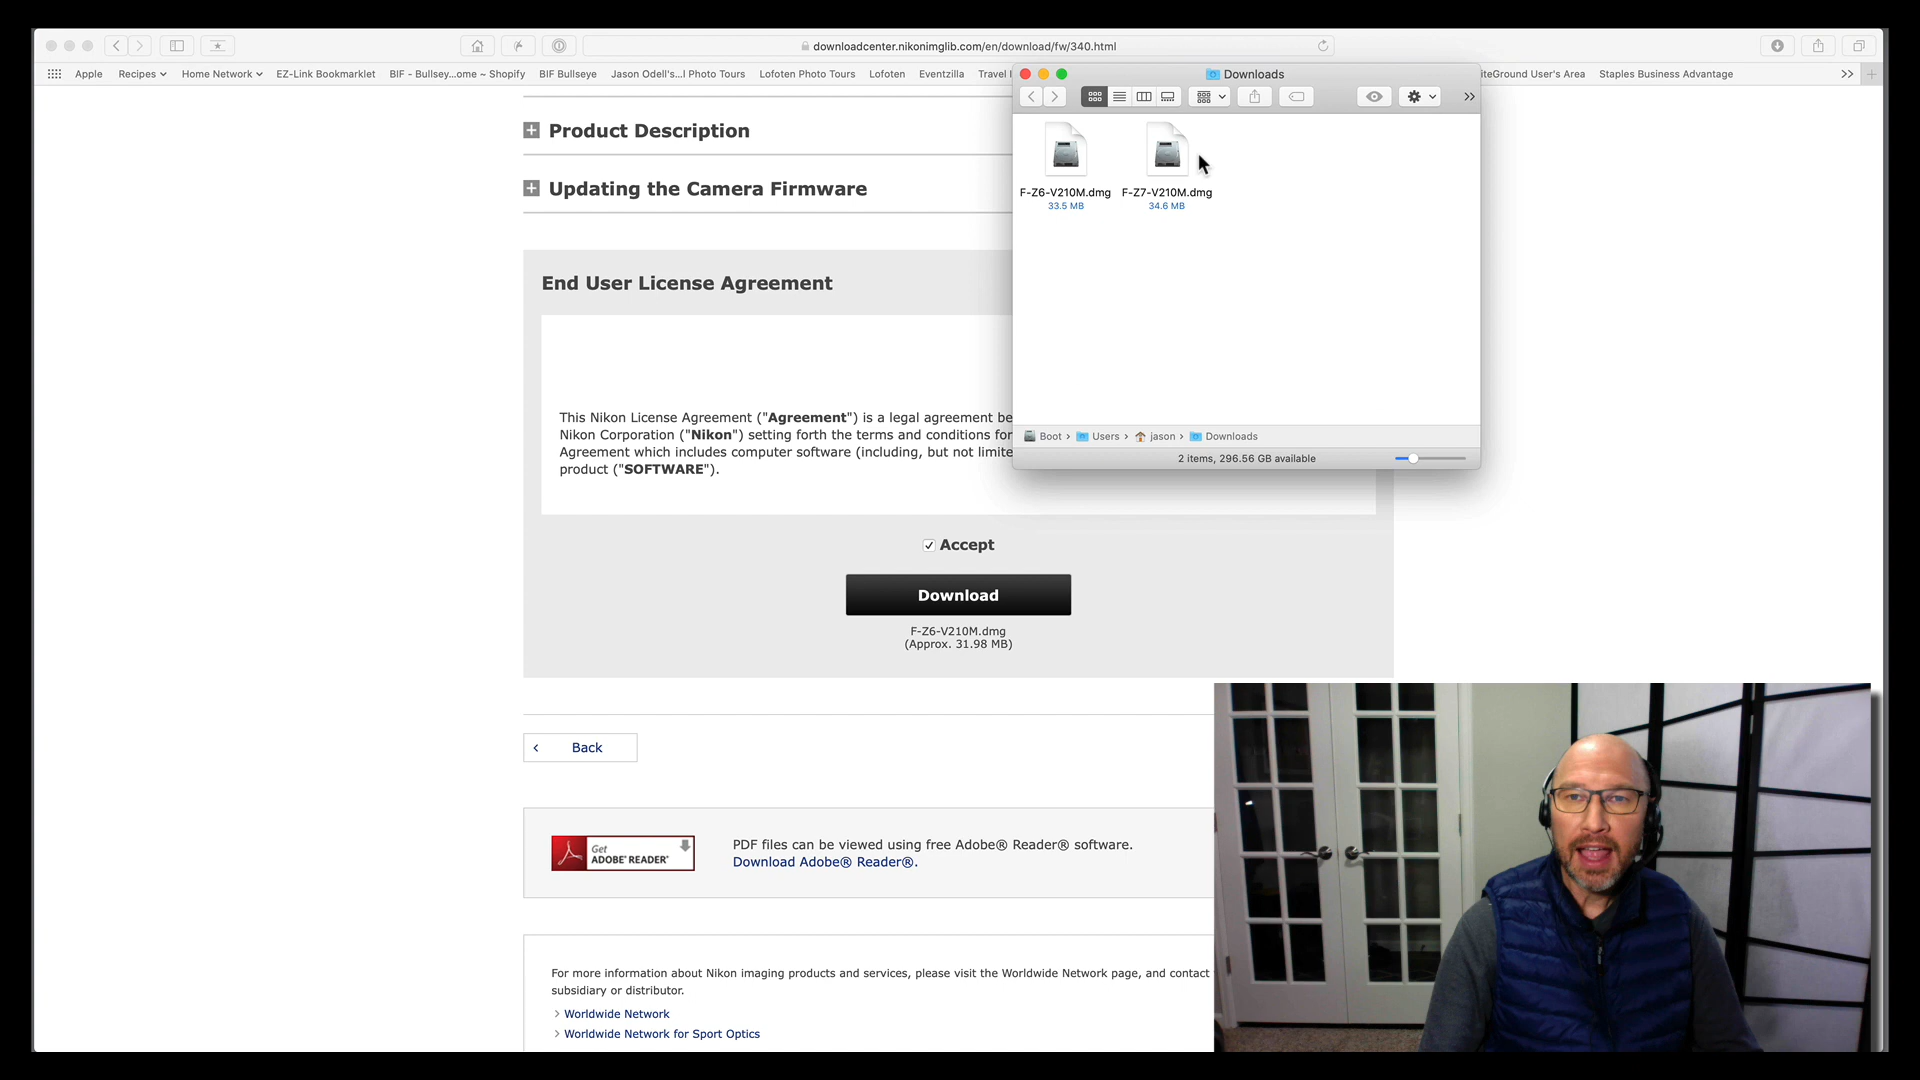 downloadcenter.nikonimglib.com/en/download/fw/340.html
Apple
Recipes
Home Network
EZ-Link Bookmarklet
BIF - Bullsey...ome ~ Shopify
BIF Bullseye
Jason Odell's...l Photo Tours
Lofoten Photo Tours
Lofoten
Eventzilla
Travel
iteGround User's Area
Staples Business Advantage
Downloads
F-Z6-V210M.dmg
33.5 MB
F-Z7-V210M.dmg
34.6 MB
Boot
Users
jason
Downloads
2 items, 296.56 GB available
Product Description
Updating the Camera Firmware
End User License Agreement
This Nikon License Agreement ("Agreement") is a legal agreement be
Nikon Corporation ("Nikon") setting forth the terms and conditions for
Agreement which includes computer software (including, but not limite
product ("SOFTWARE").
Accept
Download
F-Z6-V210M.dmg
(Approx. 31.98 MB)
Back
Get
ADOBE® READER®
PDF files can be viewed using free Adobe® Reader® software.
Download Adobe® Reader®.
For more information about Nikon imaging products and services, please visit the Worldwide Network page, and contact
subsidiary or distributor.
Worldwide Network
Worldwide Network for Sport Optics